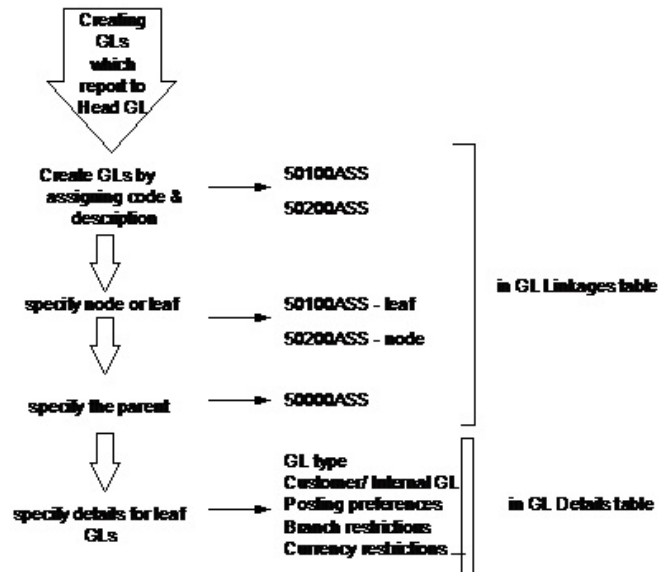 Creating
GLs
which
report to
Head GL
Create GLs by
assigning code &
description
50100ASS
50200ASS
specify node or leaf
50100ASS - leaf
50200ASS - node
in GL Linkages table
specify the parent
50000ASS
specify details for leaf
GLs
GL type
Customer/ Internal GL
Posting preferences
Branch restrictions
Currency restrictions
in GL Details table